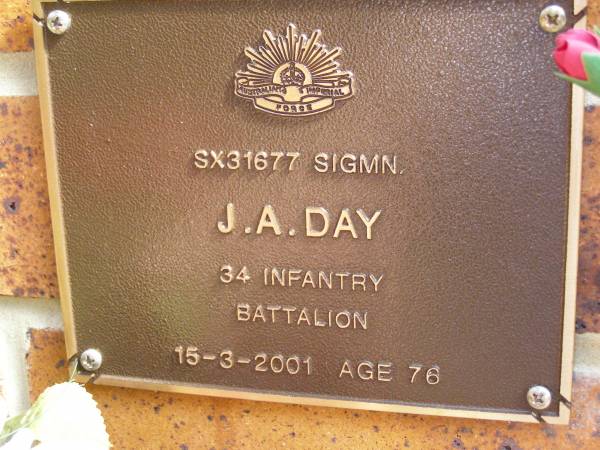 AUSTRALIAN IMPERIAL
FORCE
SX31677 SIGMN.
J.A.DAY
34 INFANTRY
BATTALION
15-3-2001 AGE 76